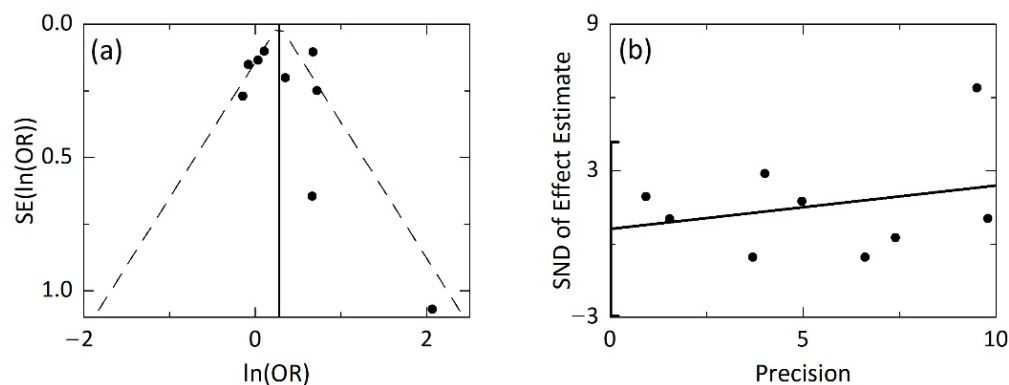 (a)
0.0
0.5
1.0
SE(ln(OR))
−2
0
2
ln(OR)
(b)
9
3
−3
SND of Effect Estimate
0
5
10
Precision